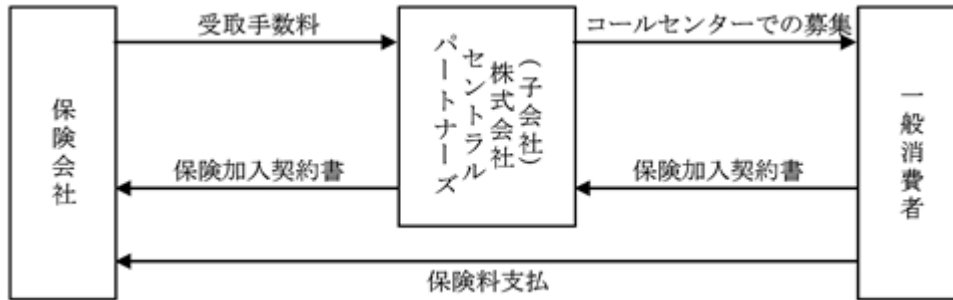 保険会社
受取手数料
保険加入契約書
(子会社)
株式会社
セントラル
パートナーズ
コールセンターでの募集
保険加入契約書
保険料支払
一般消費者